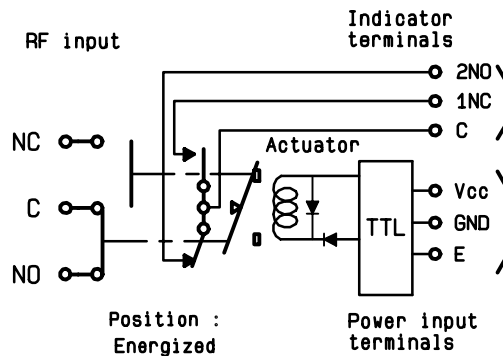 Indicator
terminals
RF input
2NO
1NC
C
NC
Actuator
C
Vcc
TTL
GND
E
NO
Position :
Energized
Power input
terminals